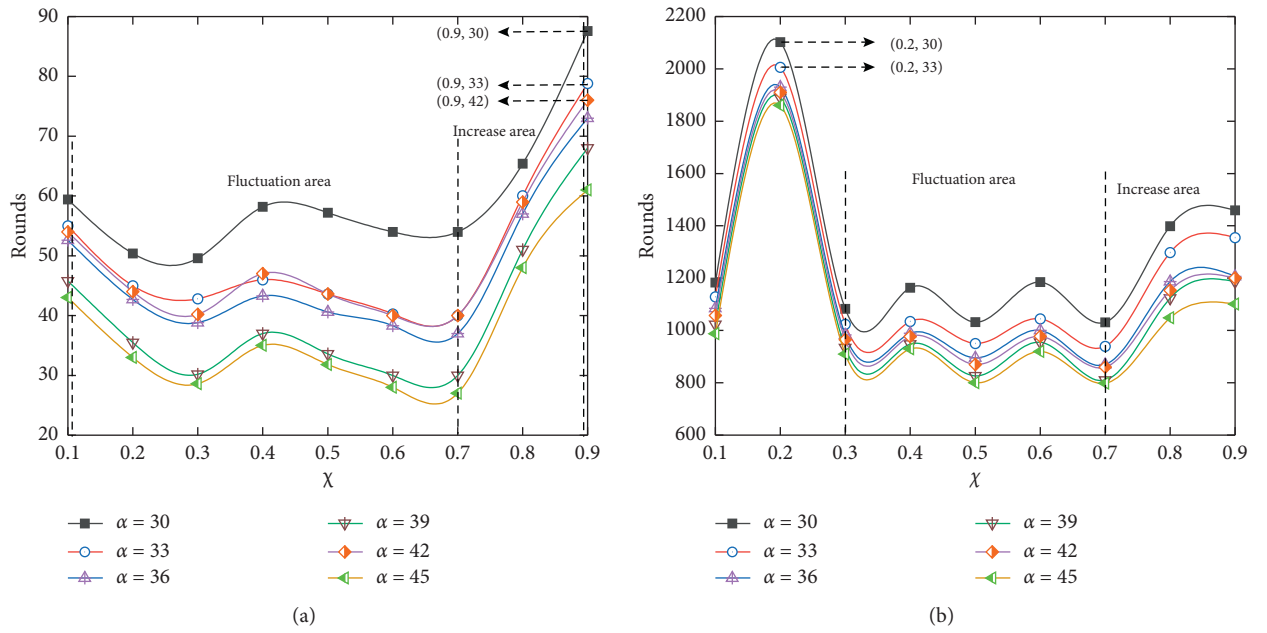 90
80
70
60
50
40
30
20
Rounds
(0.9, 30)
(0.9, 33)
(0.9, 42)
Increase area
Fluctuation area
0.1 0.2 0.3 0.4 0.5 0.6 0.7 0.8 0.9
χ
α = 30
α = 33
α = 36
α = 39
α = 42
α = 45
(a)
2200
2000
1800
1600
1400
1200
1000
800
600
Rounds
(0.2, 30)
(0.2, 33)
Fluctuation area
Increase area
0.1 0.2 0.3 0.4 0.5 0.6 0.7 0.8 0.9
χ
α = 30
α = 33
α = 36
α = 39
α = 42
α = 45
(b)